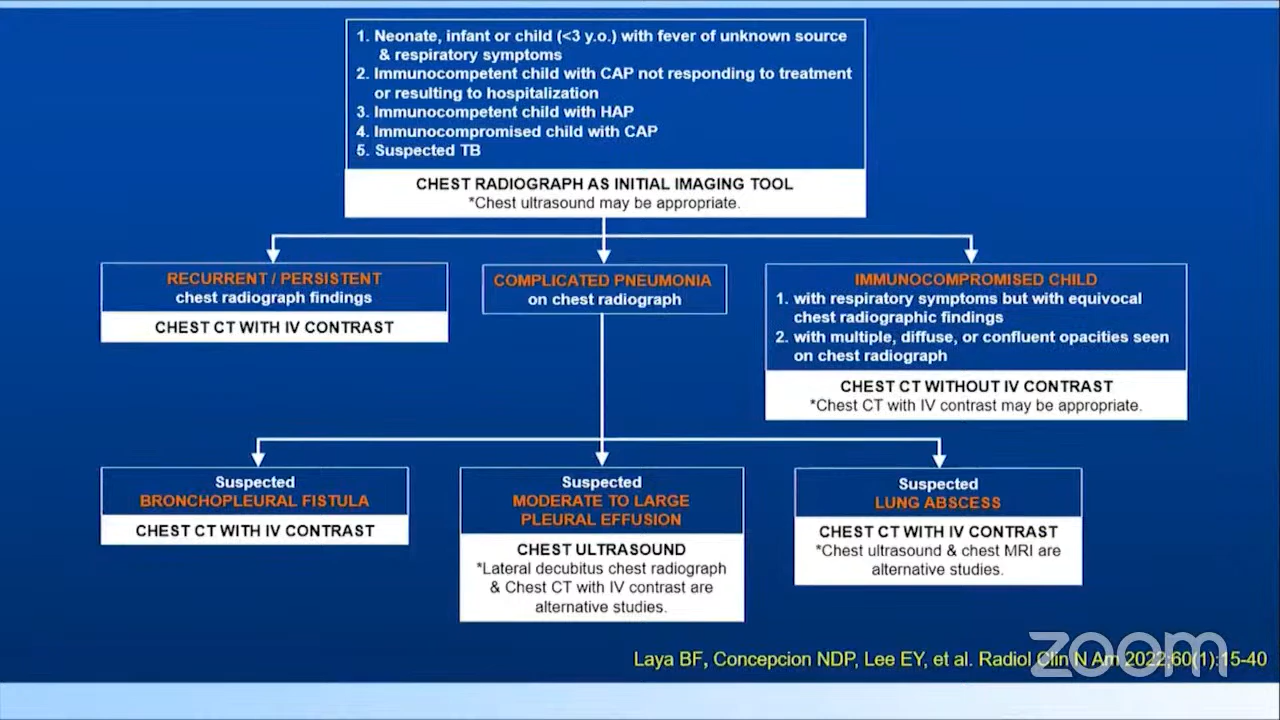 1. Neonate, infant or child (<3 y.o.) with fever of unknown source
& respiratory symptoms
2. Immunocompetent child with CAP not responding to treatment
or resulting to hospitalization
3. Immunocompetent child with HAP
4. Immunocompromised child with CAP
5. Suspected TB
CHEST RADIOGRAPH AS INITIAL IMAGING TOOL
*Chest ultrasound may be appropriate.
RECURRENT / PERSISTENT
chest radiograph findings
CHEST CT WITH IV CONTRAST
COMPLICATED PNEUMONIA
on chest radiograph
IMMUNOCOMPROMISED CHILD
1. with respiratory symptoms but with equivocal
chest radiographic findings
2. with multiple, diffuse, or confluent opacities seen
on chest radiograph
CHEST CT WITHOUT IV CONTRAST
*Chest CT with IV contrast may be appropriate.
Suspected
BRONCHOPLEURAL FISTULA
CHEST CT WITH IV CONTRAST
Suspected
MODERATE TO LARGE
PLEURAL EFFUSION
CHEST ULTRASOUND
*Lateral decubitus chest radiograph
& Chest CT with IV contrast are
alternative studies.
Suspected
LUNG ABSCESS
CHEST CT WITH IV CONTRAST
*Chest ultrasound & chest MRI are
alternative studies.
Laya BF, Concepcion NDP, Lee EY, et al. Radiol Clin N Am 2022;60(1):15-40
zoom